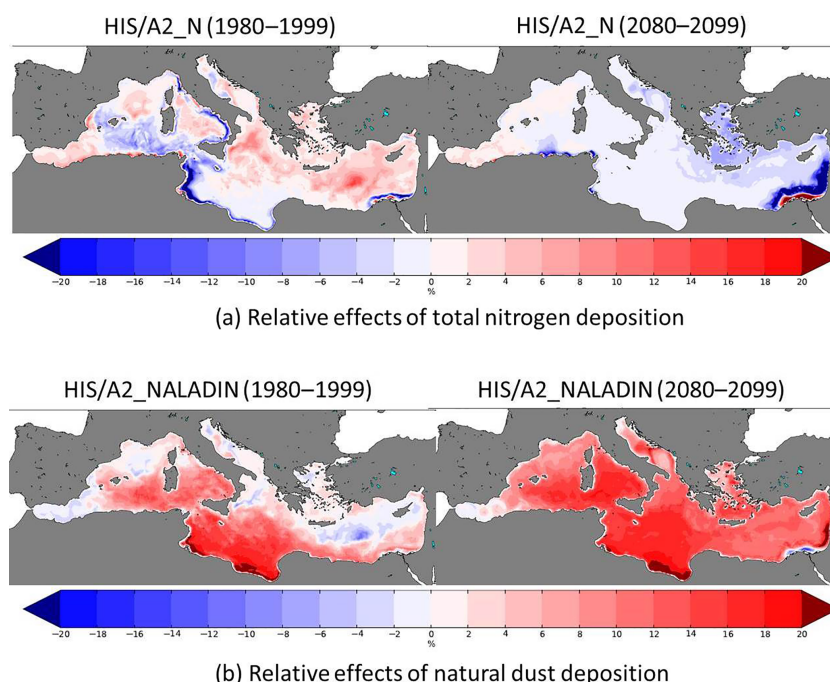 HIS/A2_N (1980–1999) HIS/A2_N (2080–2099)
−20 −18 −16 −14 −12 −10 −8 −6 −4 −2 0 2 4 6 8 10 12 14 16 18 20
%
(a) Relative effects of total nitrogen deposition
HIS/A2_NALADIN (1980–1999) HIS/A2_NALADIN (2080–2099)
−20 −18 −16 −14 −12 −10 −8 −6 −4 −2 0 2 4 6 8 10 12 14 16 18 20
%
(b) Relative effects of natural dust deposition